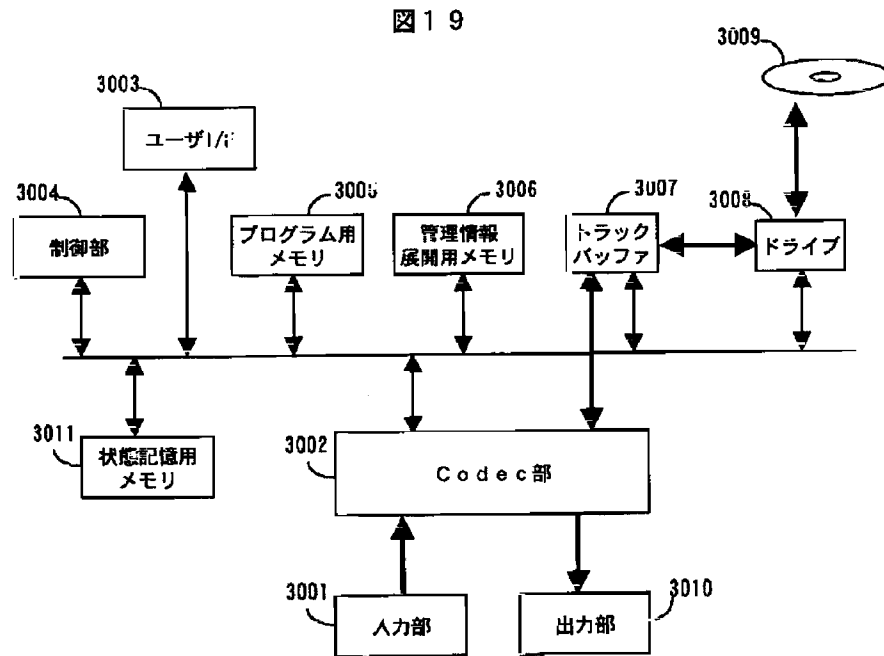 図19
3009
3003
ユーザI/F
3004
制御部
3005
プログラム用
メモリ
3006
管理情報
展開用メモリ
3007
トラック
バッファ
3008
ドライブ
3011
状態記憶用
メモリ
3002
Codec部
3001
入力部
出力部
3010